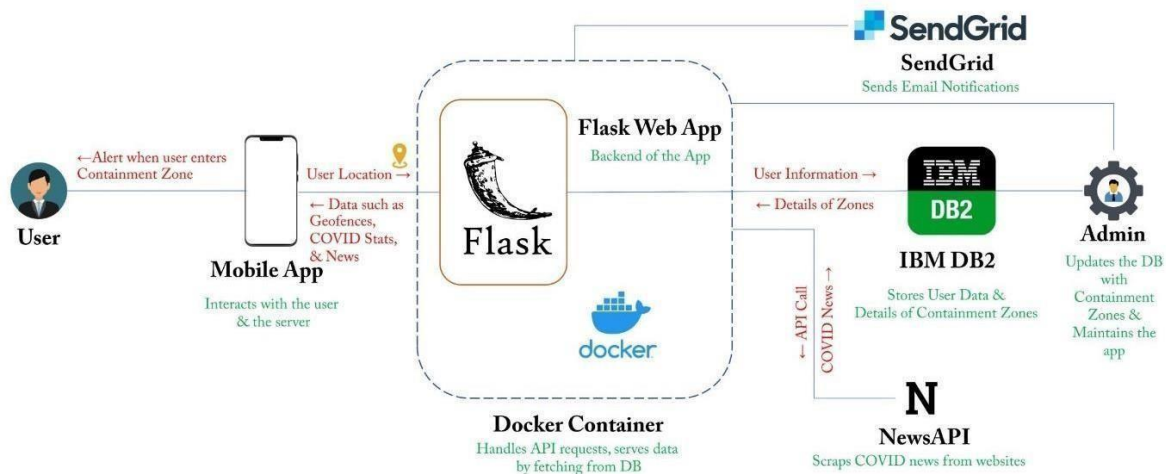 SendGrid
SendGrid
Sends Email Notifications
Flask Web App
Backend of the App
←Alert when user enters
Containment Zone
User Location →
← Data such as
Geofences,
COVID Stats,
& News
User
Mobile App
Interacts with the user
& the server
Flask
docker
Docker Container
Handles API requests, serves data
by fetching from DB
User Information →
← Details of Zones
IBM
DB2
IBM DB2
Stores User Data &
Details of Containment Zones
Admin
Updates the DB
with
Containment
Zones &
Maintains the
app
← API Call
COVID News →
N
NewsAPI
Scraps COVID news from websites